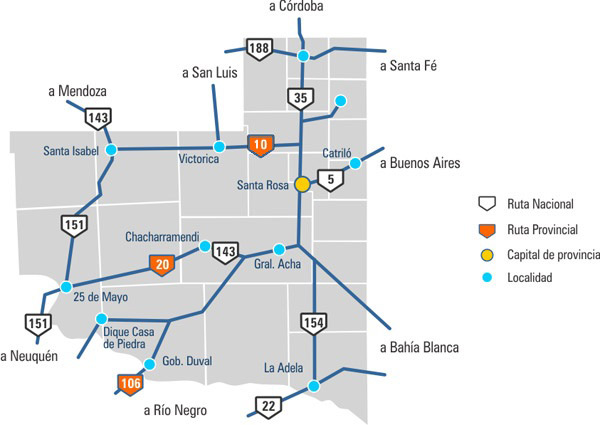 a Córdoba
188
a Santa Fé
a San Luis
a Mendoza
35
143
Santa Isabel
Victorica
10
Catriló
a Buenos Aires
Santa Rosa
5
Ruta Nacional
Ruta Provincial
Capital de provincia
Localidad
151
Chacharramendi
143
20
Gral. Acha
25 de Mayo
151
a Neuquén
Dique Casa
de Piedra
154
a Bahía Blanca
Gob. Duval
La Adela
106
a Río Negro
22